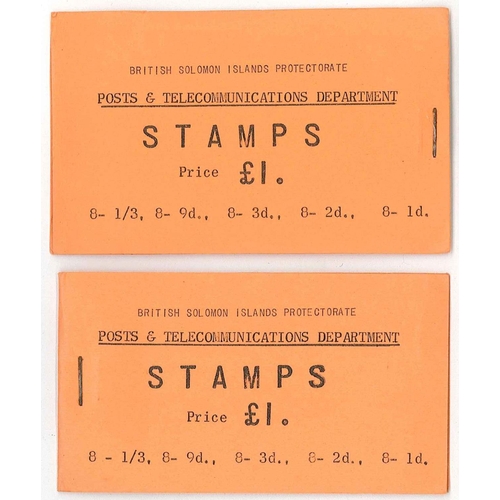 BRITISH SOLOMON ISLANDS PROTECTORATE
POSTS & TELECOMMUNICATIONS DEPARTMENT
STAMPS
Price £1.
8- 1/3, 8- 9d., 8- 3d., 8- 2d., 8- 1d.
BRITISH SOLOMON ISLANDS PROTECTORATE
POSTS & TELECOMMUNICATIONS DEPARTMENT
STAMPS
Price £1.
8 - 1/3, 8- 9d., 8- 3d., 8- 2d., 8- 1d.